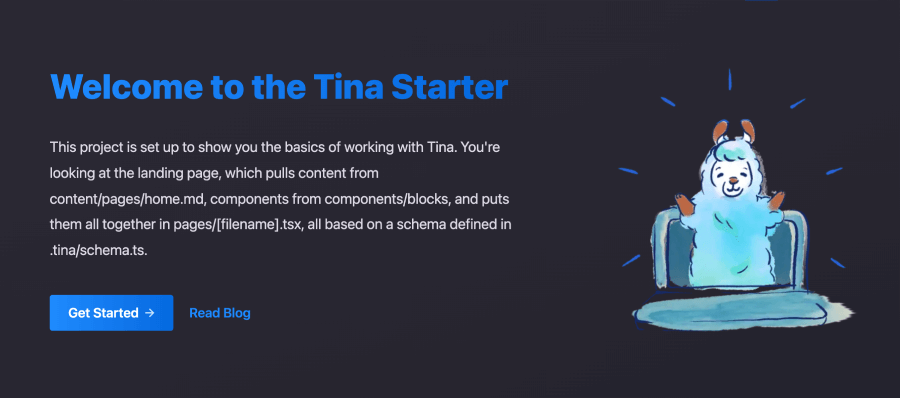 Welcome to the Tina Starter
This project is set up to show you the basics of working with Tina. You're
looking at the landing page, which pulls content from
content/pages/home.md, components from components/blocks, and puts
them all together in pages/[filename].tsx, all based on a schema defined in
.tina/schema.ts.
Get Started →
Read Blog